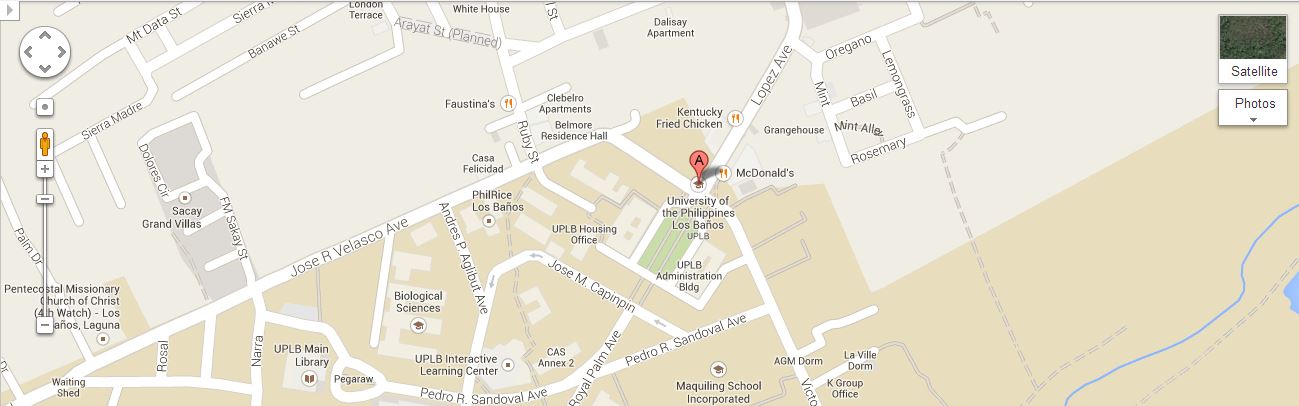 Mt Data St
Sierra M
Banawe St
London
Terrace
White House
Arayat St (Planned)
Dalisay
Apartment
Satellite
Photos
Oregano
Lopez Ave
Lemongrass
Mint
Basil
Mint Alley
Rosemary
Faustina's
Clebelro
Apartments
Belmore
Residence Hall
Kentucky
Fried Chicken
Grangehouse
Sierra Madre
Ruby St
Casa
Felicidad
A
McDonald's
Dolores Cir
Sacay
Grand Villas
FM Sakay St
PhilRice
Los Baños
University of
the Philippines
Los Baños
UPLB
UPLB Housing
Office
Jose R Velasco Ave
Andres P. Aglibut Ave
UPLB
Administration
Bldg
Palm Dr
Jose M. Capinpin
Pentecostal Missionary
Church of Christ
(4th Watch) - Los
años, Laguna
Biological
Sciences
Rosal
Narra
UPLB Main
Library
Pegaraw
UPLB Interactive
Learning Center
CAS
Annex 2
Royal Palm Ave
Pedro R. Sandoval Ave
Pedro R. Sandoval Ave
AGM Dorm
La Ville
Dorm
K Group
Office
Maquiling School
Incorporated
Victo
Waiting
Shed
Dr